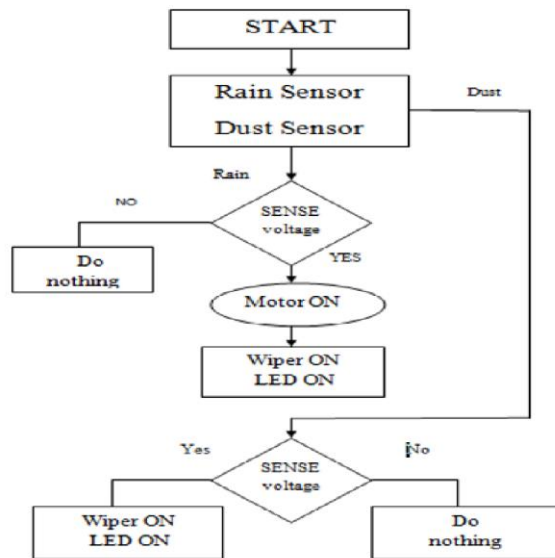 START
Rain Sensor
Dust Sensor
Dust
Rain
NO
SENSE
voltage
YES
Do
nothing
Motor ON
Wiper ON
LED ON
Yes
No
SENSE
voltage
Wiper ON
LED ON
Do
nothing